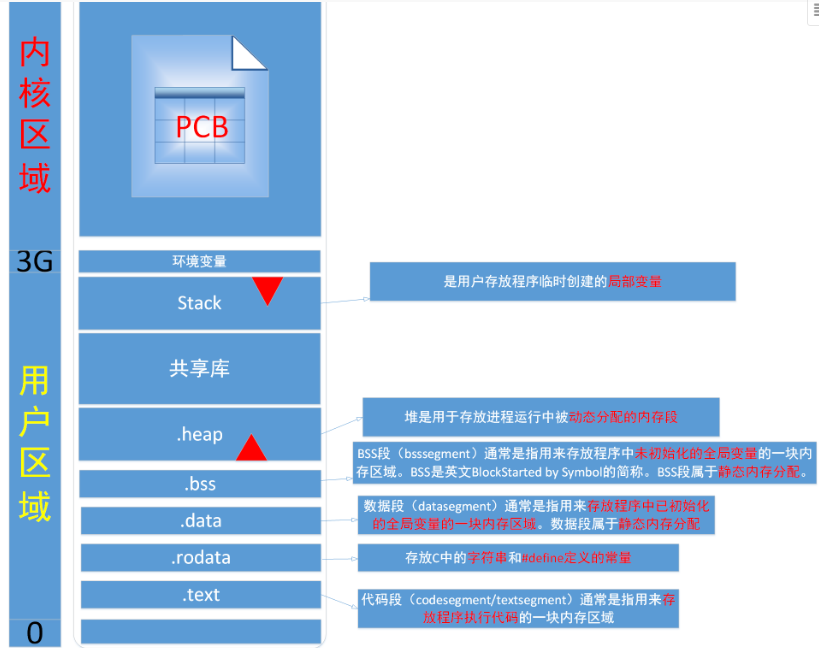 内核区域
PCB
3G
环境变量
Stack
是用户存放程序临时创建的局部变量
用户区域
共享库
.heap
堆是用于存放进程运行中被动态分配的内存段
.bss
BSS段（bsssegment）通常是指用来存放程序中未初始化的全局变量的一块内
存区域。BSS是英文BlockStarted by Symbol的简称。BSS段属于静态内存分配。
.data
数据段（datasegment）通常是指用来存放程序中已初始化
的全局变量的一块内存区域。数据段属于静态内存分配
.rodata
存放C中的字符串和#define定义的常量
.text
代码段（codesegment/textsegment）通常是指用来存
放程序执行代码的一块内存区域
0